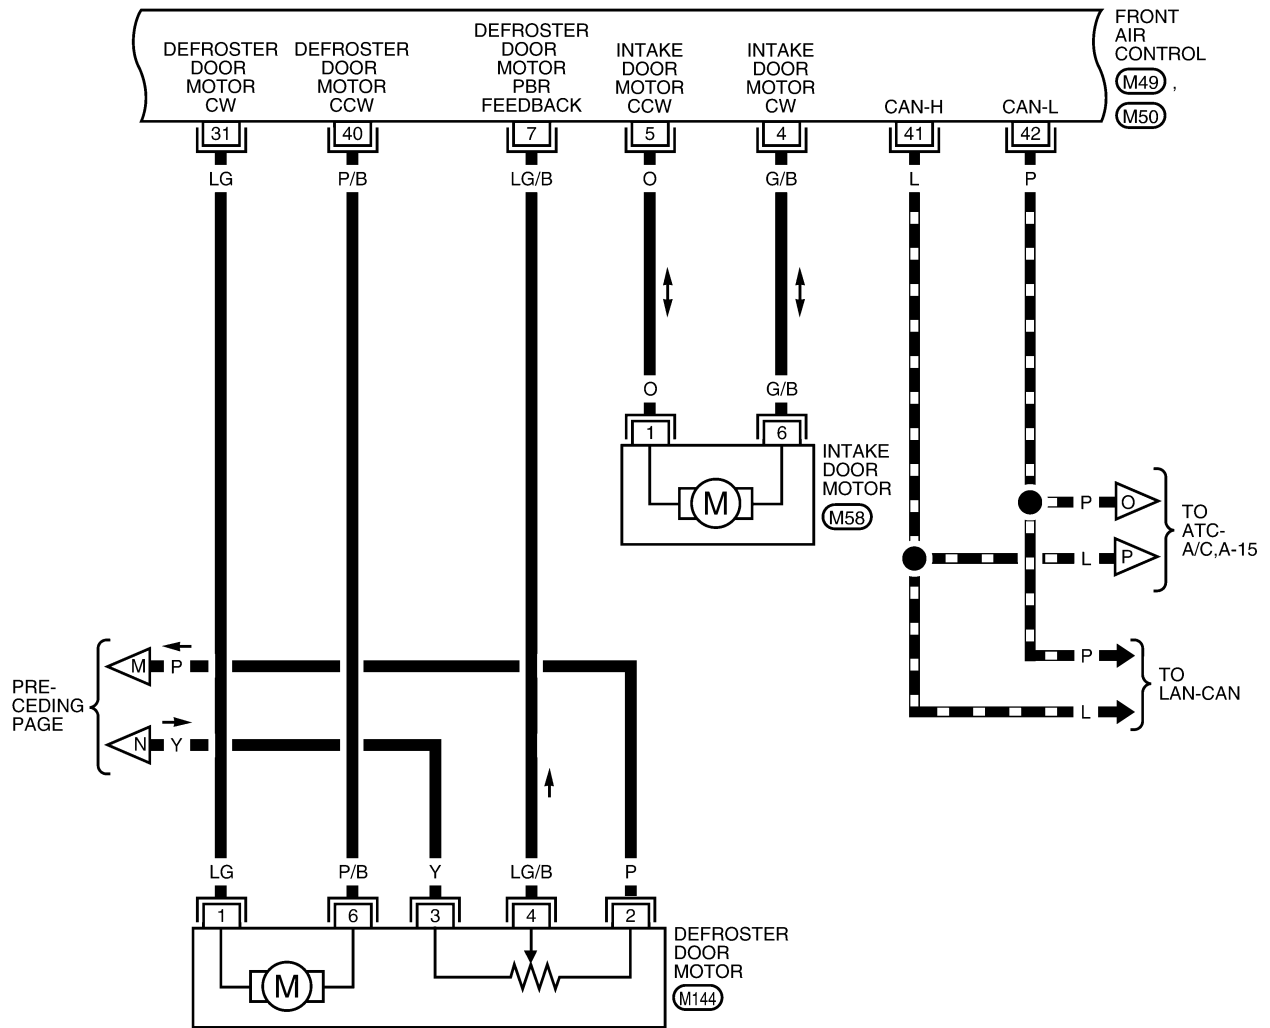 DEFROSTER
DOOR
MOTOR
CW
DEFROSTER
DOOR
MOTOR
CCW
DEFROSTER
DOOR
MOTOR
PBR
FEEDBACK
INTAKE
DOOR
MOTOR
CCW
INTAKE
DOOR
MOTOR
CW
CAN-H
CAN-L
FRONT
AIR
CONTROL
M49 ,
M50
31
40
7
5
4
41
42
LG
P/B
LG/B
O
G/B
L
P
O
G/B
1
6
M
INTAKE
DOOR
MOTOR
M58
P
O
L
P
TO
ATC-
A/C,A-15
P
L
TO
LAN-CAN
PRE-
CEDING
PAGE
M
P
N
Y
LG
P/B
Y
LG/B
P
1
6
3
4
2
M
DEFROSTER
DOOR
MOTOR
M144